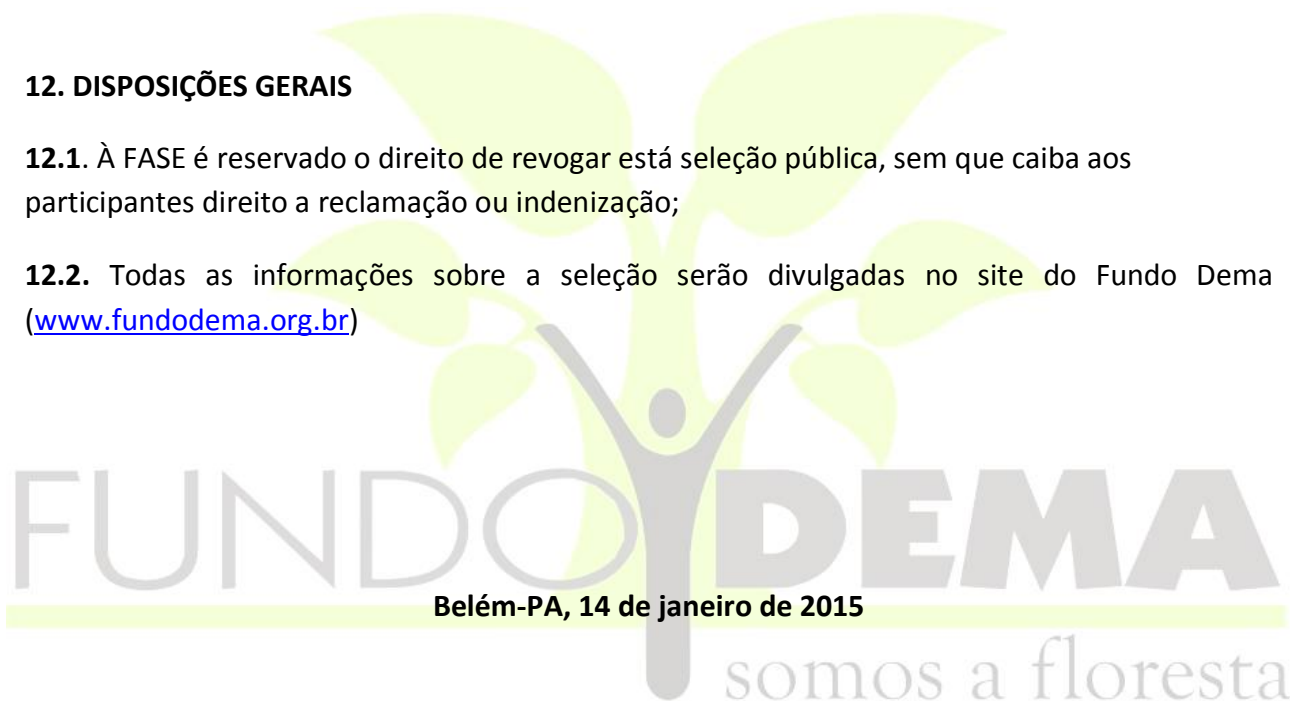 12. DISPOSIÇÕES GERAIS
12.1. À FASE é reservado o direito de revogar está seleção pública, sem que caiba aos
participantes direito a reclamação ou indenização;
12.2. Todas as informações sobre a seleção serão divulgadas no site do Fundo Dema
(www.fundodema.org.br)
FUNDO DEMA
Belém-PA, 14 de janeiro de 2015
somos a floresta